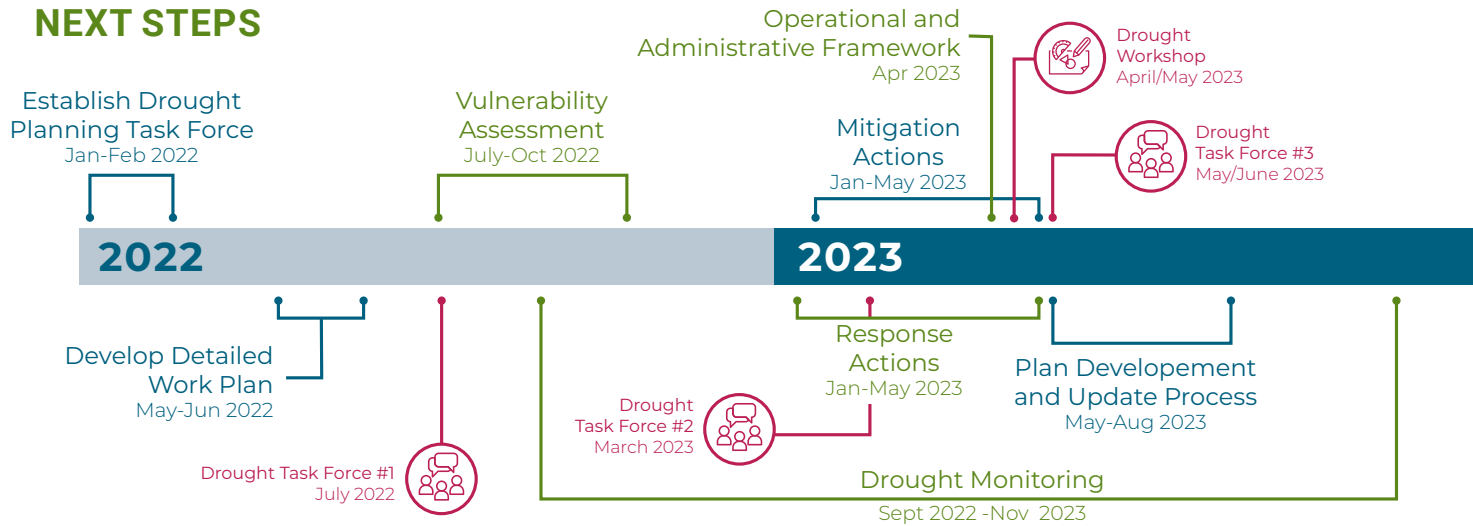 NEXT STEPS
Establish Drought
Planning Task Force
Jan-Feb 2022
Vulnerability
Assessment
July-Oct 2022
Operational and
Administrative Framework
Apr 2023
Mitigation
Actions
Jan-May 2023
Drought
Workshop
April/May 2023
Drought
Task Force #3
May/June 2023
2022
2023
Develop Detailed
Work Plan
May-Jun 2022
Drought Task Force #1
July 2022
Drought
Task Force #2
March 2023
Response
Actions
Jan-May 2023
Plan Developement
and Update Process
May-Aug 2023
Drought Monitoring
Sept 2022 -Nov 2023